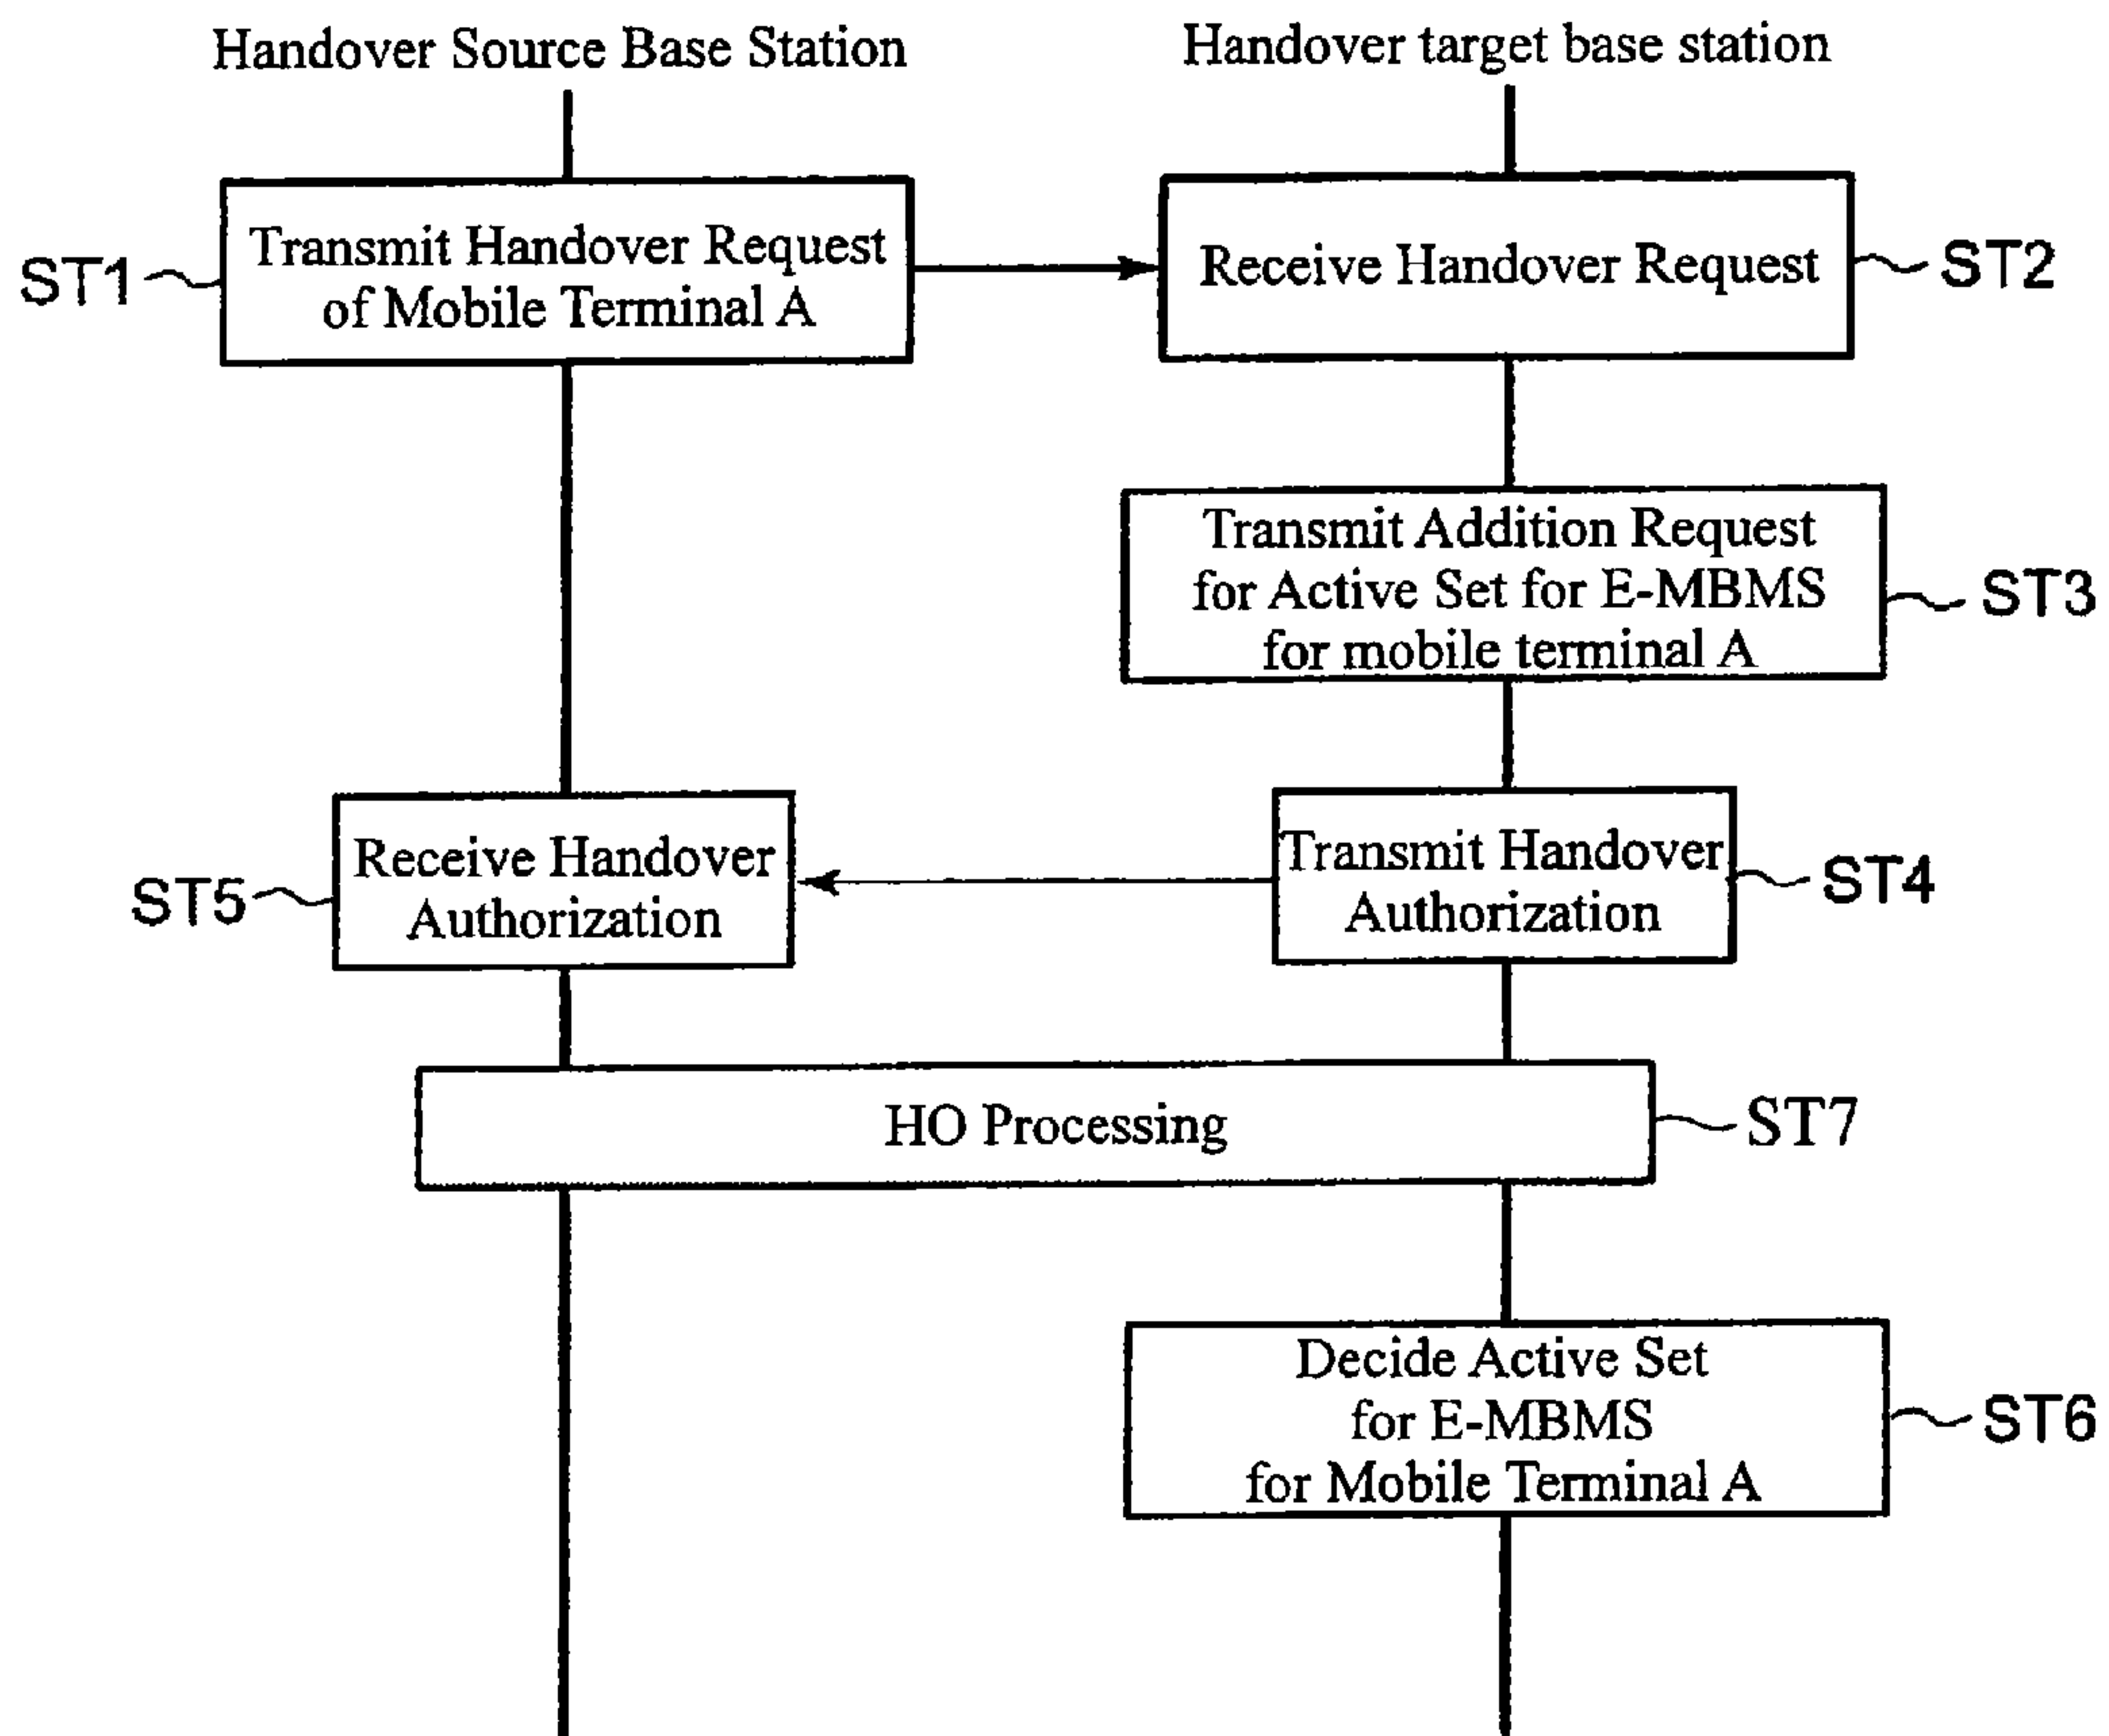 Handover Source Base Station
Handover target base station
ST1
Transmit Handover Request
of Mobile Terminal A
Receive Handover Request
ST2
Transmit Addition Request
for Active Set for E-MBMS
for mobile terminal A
ST3
ST5
Receive Handover
Authorization
Transmit Handover
Authorization
ST4
HO Processing
ST7
Decide Active Set
for E-MBMS
for Mobile Terminal A
ST6